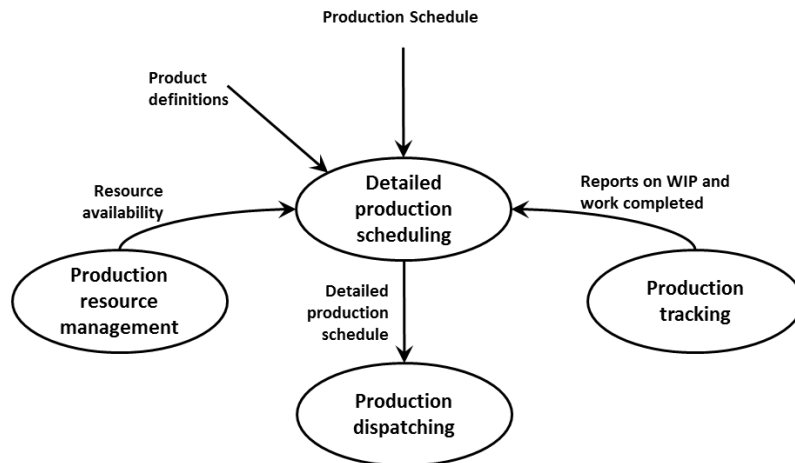 Production Schedule
Product
definitions
Detailed
production
scheduling
Resource
availability
Reports on WIP and
work completed
Production
resource
management
Detailed
production
schedule
Production
tracking
Production
dispatching